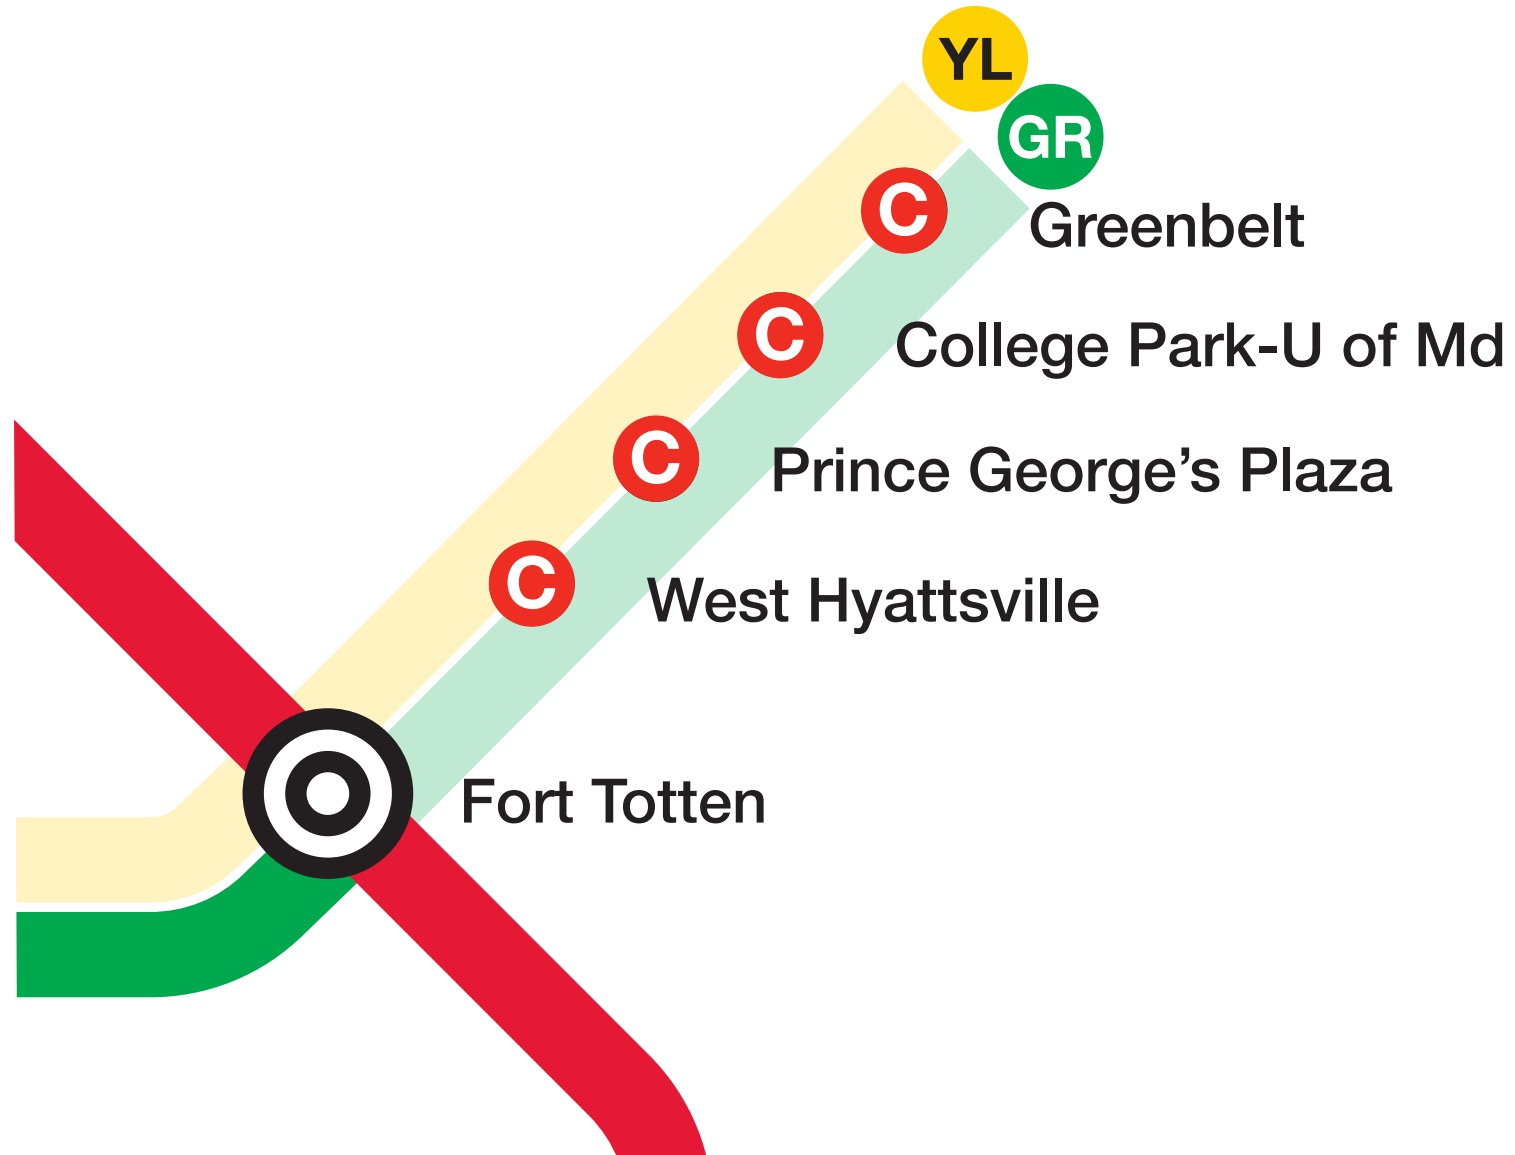 YL
GR
C
Greenbelt
C
College Park-U of Md
C
Prince George’s Plaza
C
West Hyattsville
Fort Totten